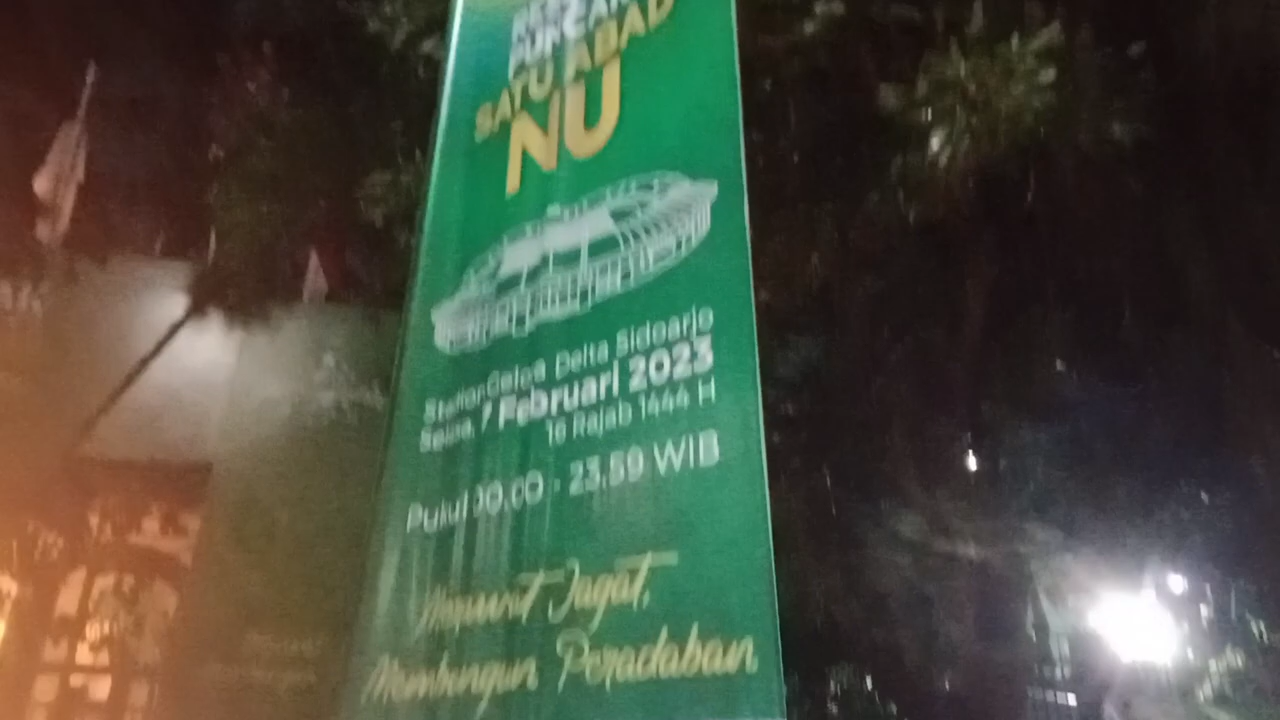 PUNCAK
SATU ABAD
NU
Stadion Gelora Delta Sidoarjo
Selasa, 7 Februari 2023
16 Rajab 1444 H
Pukul 00.00 - 23.59 WIB
Merawat Jagat,
Membangun Peradaban